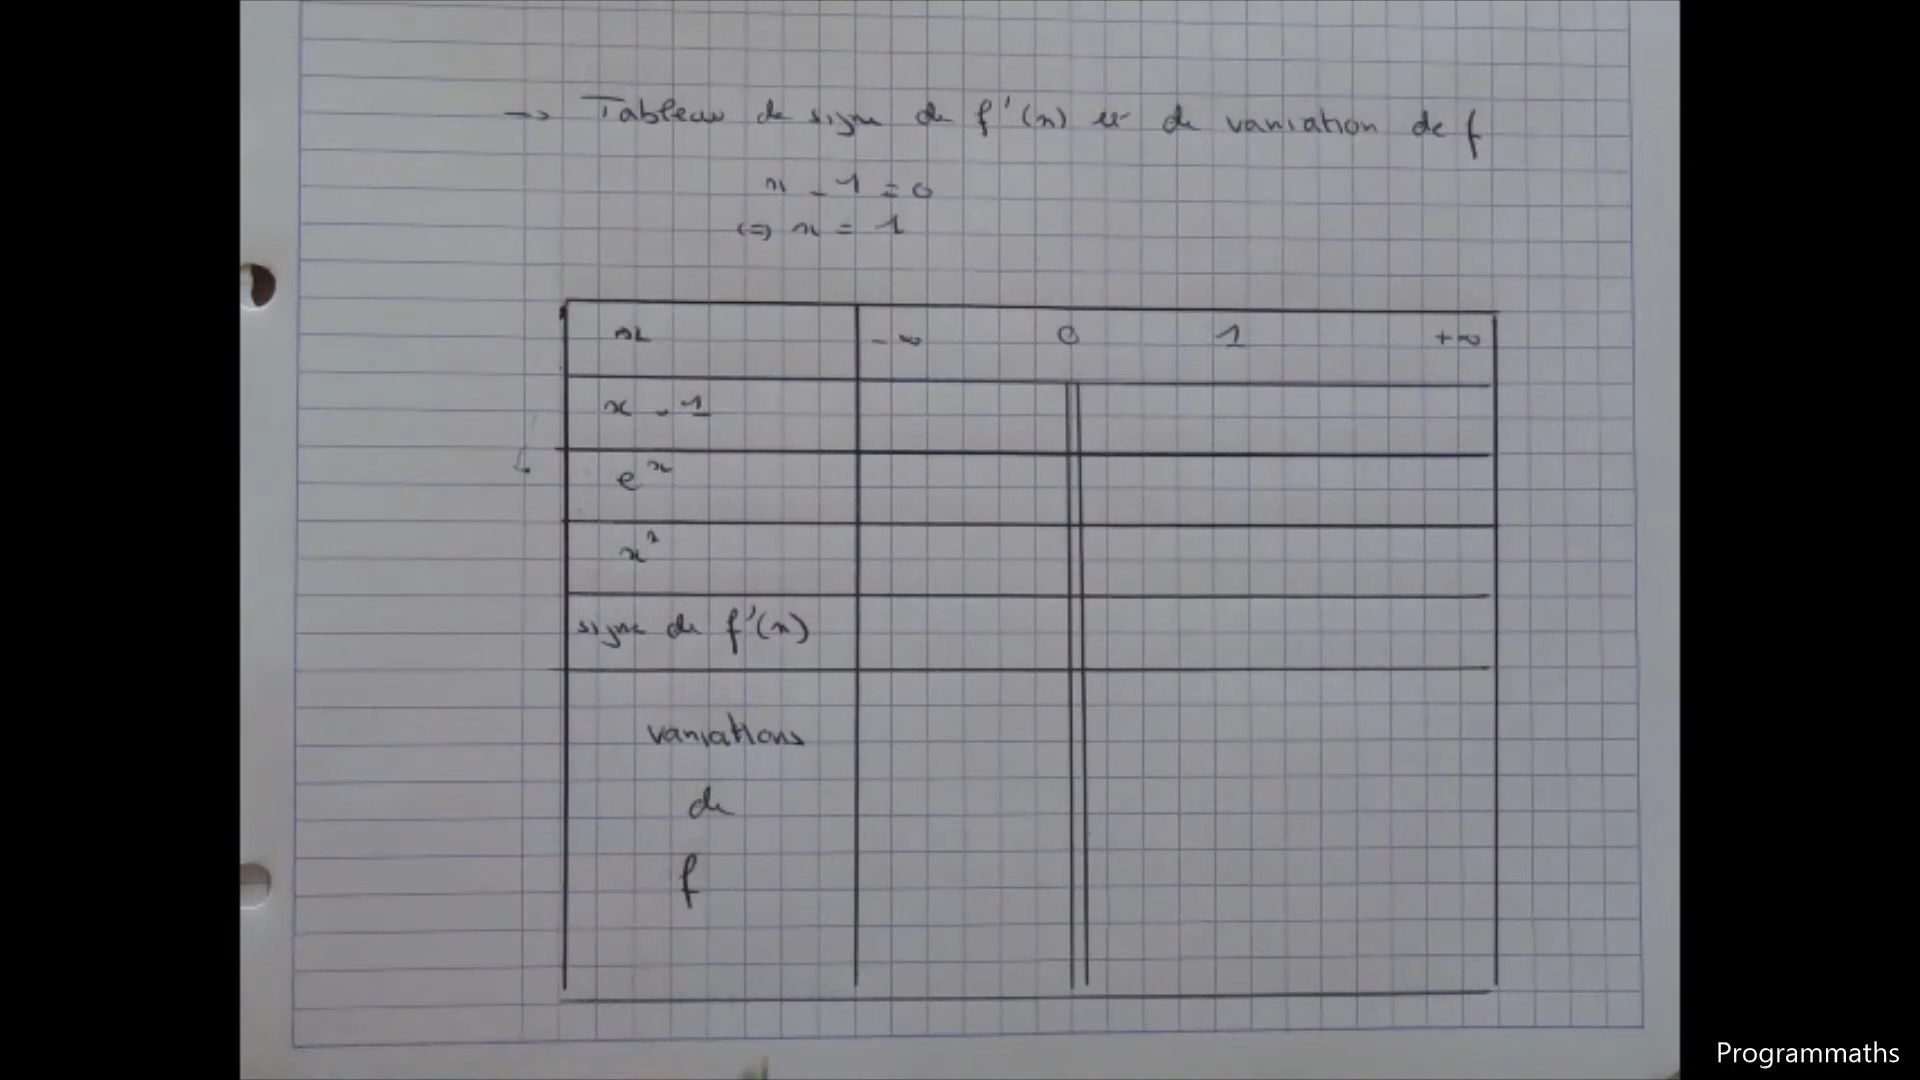 → Tableau de signe de f'(x) et de variation de f
x - 1 = 0
⇔ x = 1
x -∞ 0 1 +∞
x - 1
e^x
x²
signe de f'(x)
variations
de
f
Programmaths